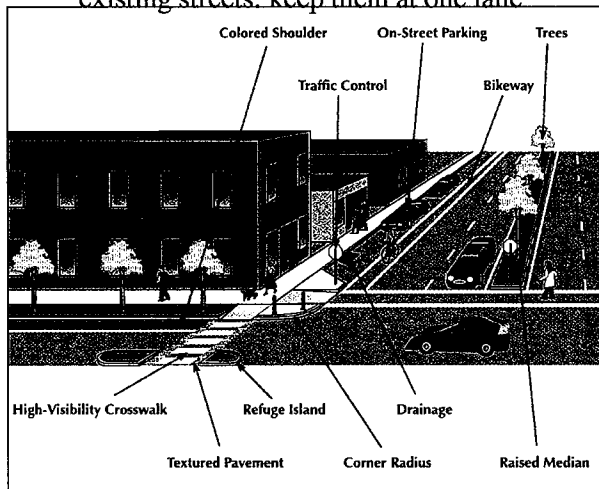 existing streets, keep them at one lane
Colored Shoulder On-Street Parking Trees
Traffic Control Bikeway
High-Visibility Crosswalk Refuge Island Drainage
Textured Pavement Corner Radius Raised Median